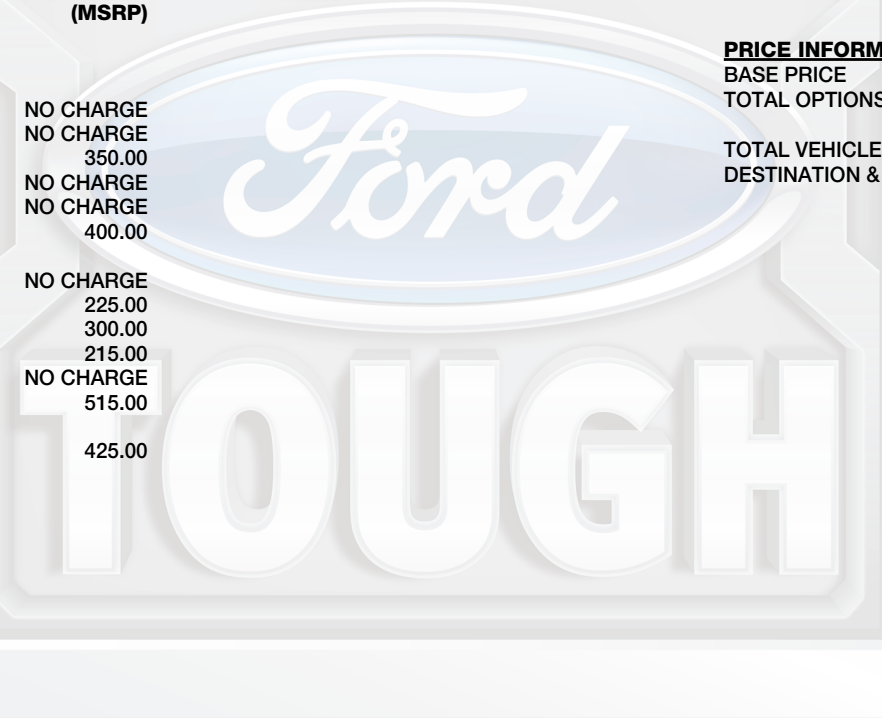 (MSRP)
NO CHARGE
NO CHARGE
350.00
NO CHARGE
NO CHARGE
400.00
NO CHARGE
225.00
300.00
215.00
NO CHARGE
515.00
425.00
PRICE INFORM
BASE PRICE
TOTAL OPTIONS
TOTAL VEHICLE
DESTINATION &
Ford
TOUGH